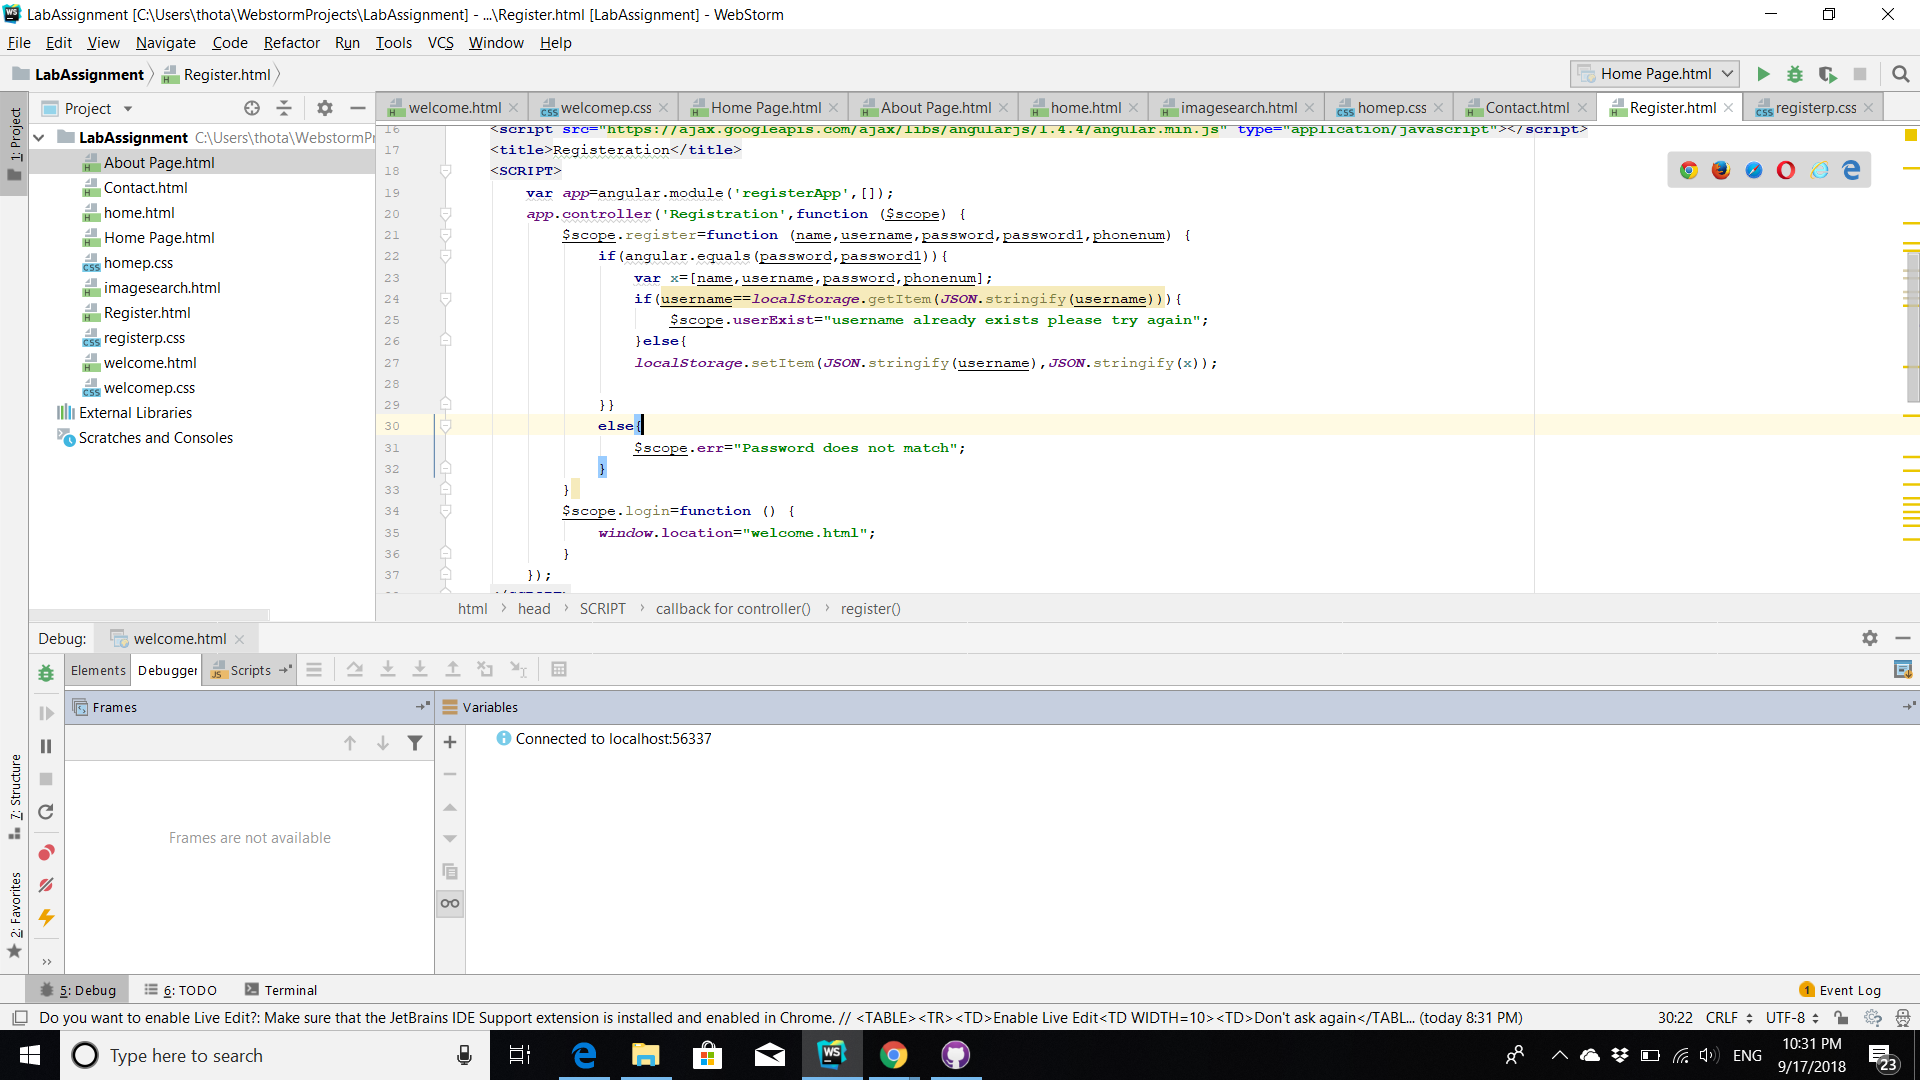 LabAssignment [C:\Users\thota\WebstormProjects\LabAssignment] - ...\Register.html [LabAssignment] - WebStorm
File Edit View Navigate Code Refactor Run Tools VCS Window Help
LabAssignment Register.html Home Page.html
Project
welcome.html welcomep.css Home Page.html About Page.html home.html imagesearch.html homep.css Contact.html Register.html registerp.css
1: Project
LabAssignment C:\Users\thota\WebstormPr
About Page.html
Contact.html
home.html
Home Page.html
homep.css
imagesearch.html
Register.html
registerp.css
welcome.html
welcomep.css
External Libraries
Scratches and Consoles
16 <script src="https://ajax.googleapis.com/ajax/libs/angularjs/1.4.4/angular.min.js" type="application/javascript"></script>
17 <title>Registeration</title>
18 <SCRIPT>
19 var app=angular.module('registerApp',[]);
20 app.controller('Registration',function ($scope) {
21 $scope.register=function (name,username,password,password1,phonenum) {
22 if(angular.equals(password,password1)){
23 var x=[name,username,password,phonenum];
24 if(username==localStorage.getItem(JSON.stringify(username))){
25 $scope.userExist="username already exists please try again";
26 }else{
27 localStorage.setItem(JSON.stringify(username),JSON.stringify(x));
28
29 }}
30 else{
31 $scope.err="Password does not match";
32 }
33 }
34 $scope.login=function () {
35 window.location="welcome.html";
36 }
37 });
html head SCRIPT callback for controller() register()
Debug: welcome.html
Elements Debugger Scripts
Frames Variables
Connected to localhost:56337
Frames are not available
7: Structure
2: Favorites
5: Debug 6: TODO Terminal 1 Event Log
Do you want to enable Live Edit?: Make sure that the JetBrains IDE Support extension is installed and enabled in Chrome. // <TABLE><TR><TD>Enable Live Edit<TD WIDTH=10><TD>Don't ask again</TABL... (today 8:31 PM) 30:22 CRLF UTF-8
Type here to search ENG 10:31 PM
9/17/2018 23